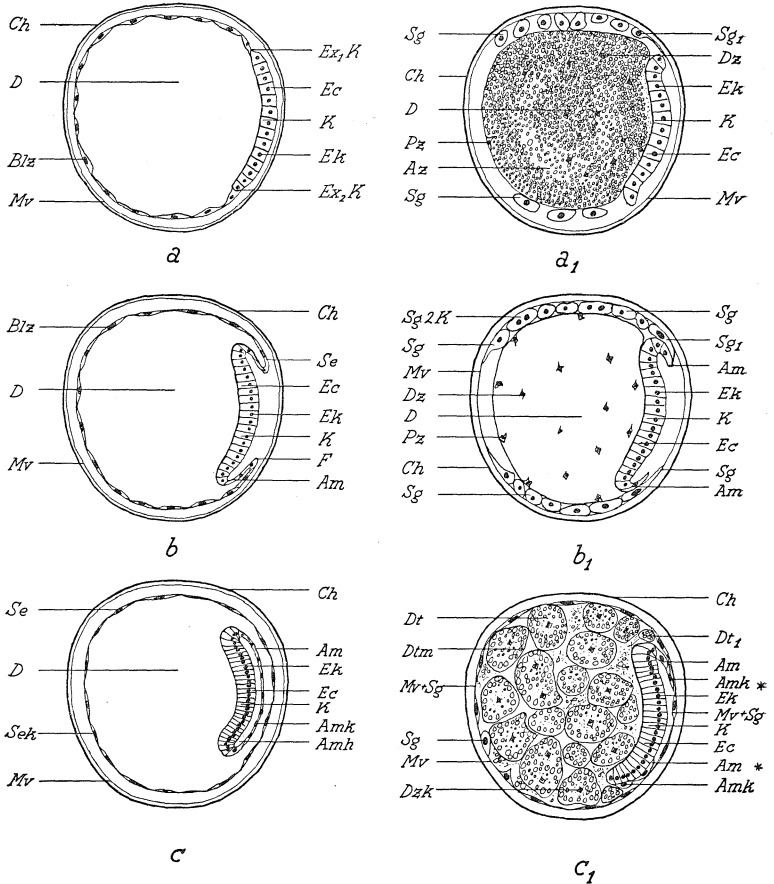 Ch
D
Blz
Mv
Ex₁K
Ec
K
Ek
Ex₂K
a
Sg
Ch
D
Pz
Az
Sg
Sg₁
Dz
Ek
K
Ec
Mv
a₁
Blz
D
Mv
Ch
Se
Ec
Ek
K
F
Am
b
Sg2K
Sg
Mv
Dz
D
Pz
Ch
Sg
Sg
Sg₁
Am
Ek
K
Ec
Sg
Am
b₁
Se
D
Sek
Mv
Ch
Am
Ek
Ec
K
Amk
Amh
c
Dt
Dtm
Mv+Sg
Sg
Mv
Dzk
Ch
Dt₁
Am
Amk *
Ek
Mv+Sg
K
Ec
Am *
Amk
c₁